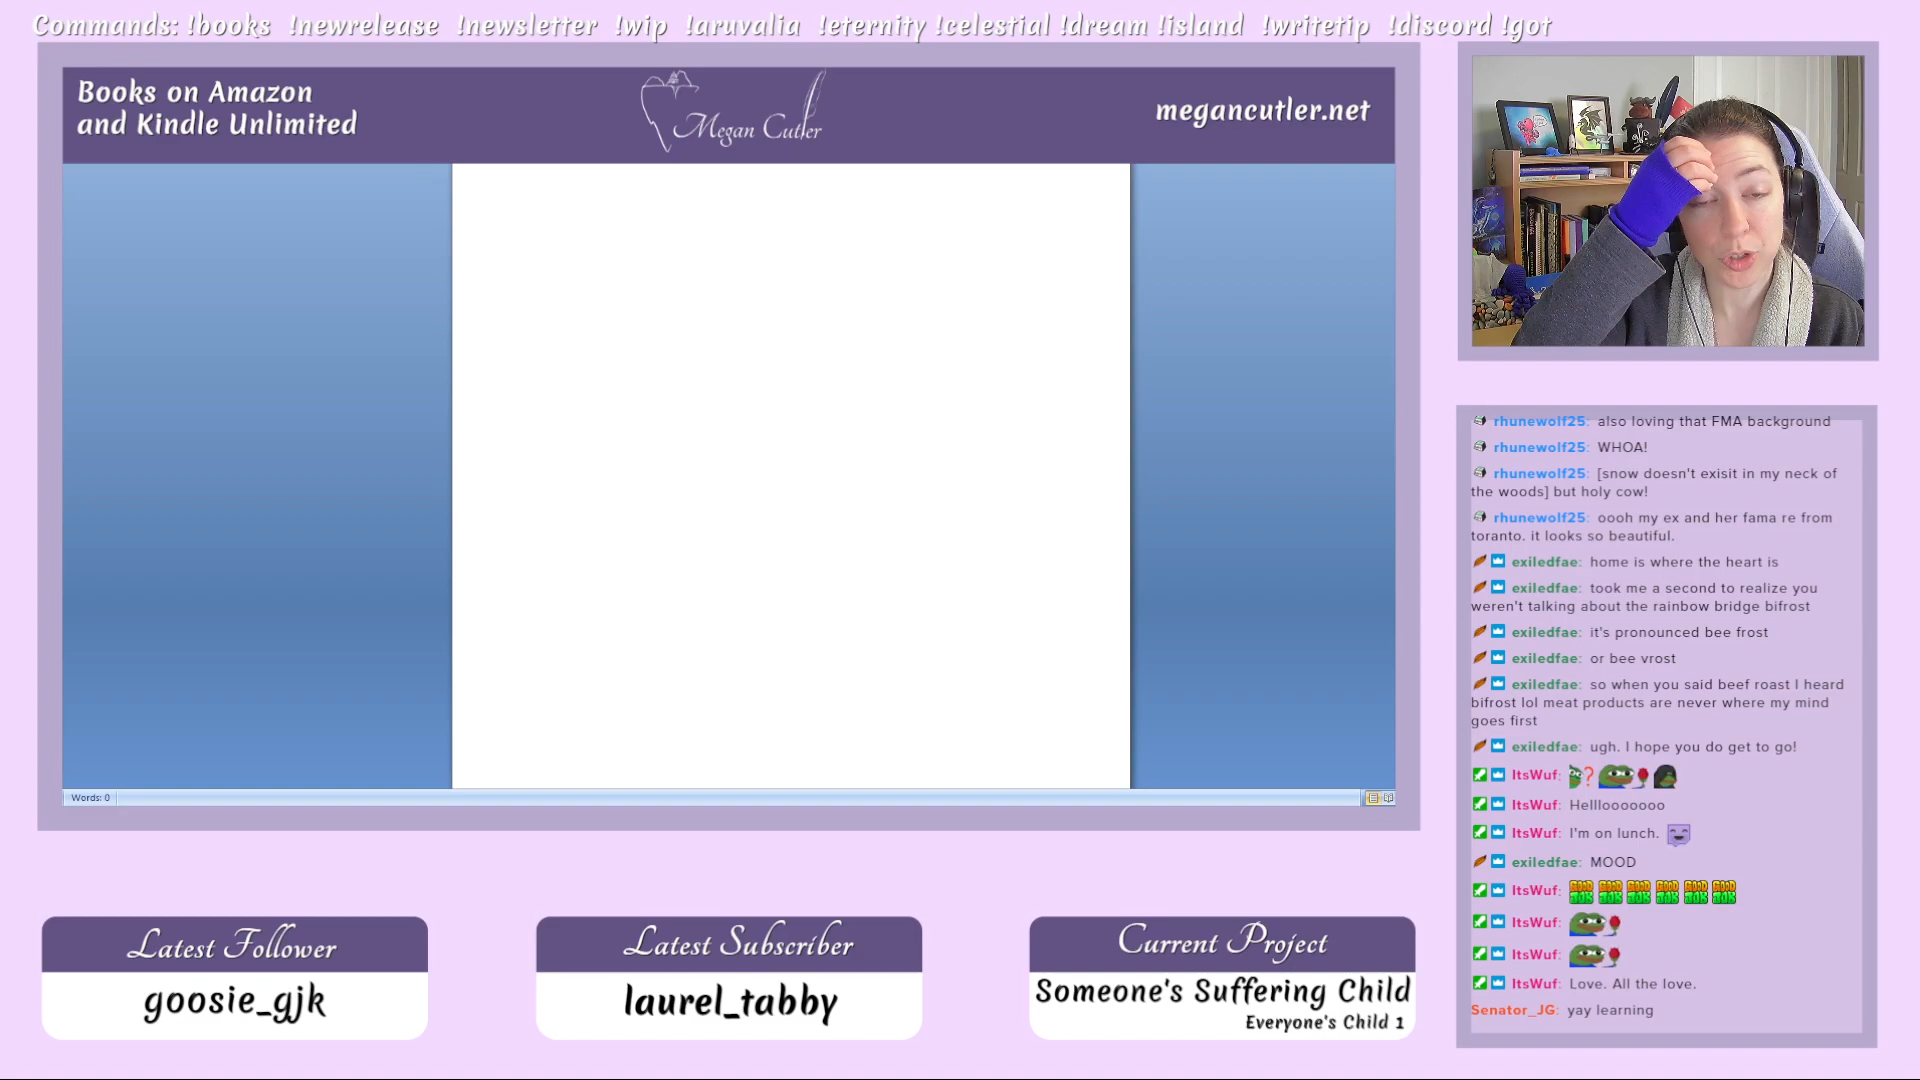 Commands: !books !newrelease !newsletter !wip !aruvalia !eternity !celestial !dream !island !writetip !discord !got
Books on Amazon
and Kindle Unlimited
Megan Cutler
megancutler.net
Words: 0
rhunewolf25: also loving that FMA background
rhunewolf25: WHOA!
rhunewolf25: [snow doesn't exisit in my neck of
the woods] but holy cow!
rhunewolf25: oooh my ex and her fama re from
toranto. it looks so beautiful.
exiledfae: home is where the heart is
exiledfae: took me a second to realize you
weren't talking about the rainbow bridge bifrost
exiledfae: it's pronounced bee frost
exiledfae: or bee vrost
exiledfae: so when you said beef roast I heard
bifrost lol meat products are never where my mind
goes first
exiledfae: ugh. I hope you do get to go!
ItsWuf:
ItsWuf: Hellloooooooo
ItsWuf: I'm on lunch.
exiledfae: MOOD
ItsWuf:
ItsWuf:
ItsWuf:
ItsWuf: Love. All the love.
Senator_JG: yay learning
Latest Follower
goosie_gjk
Latest Subscriber
laurel_tabby
Current Project
Someone's Suffering Child
Everyone's Child 1